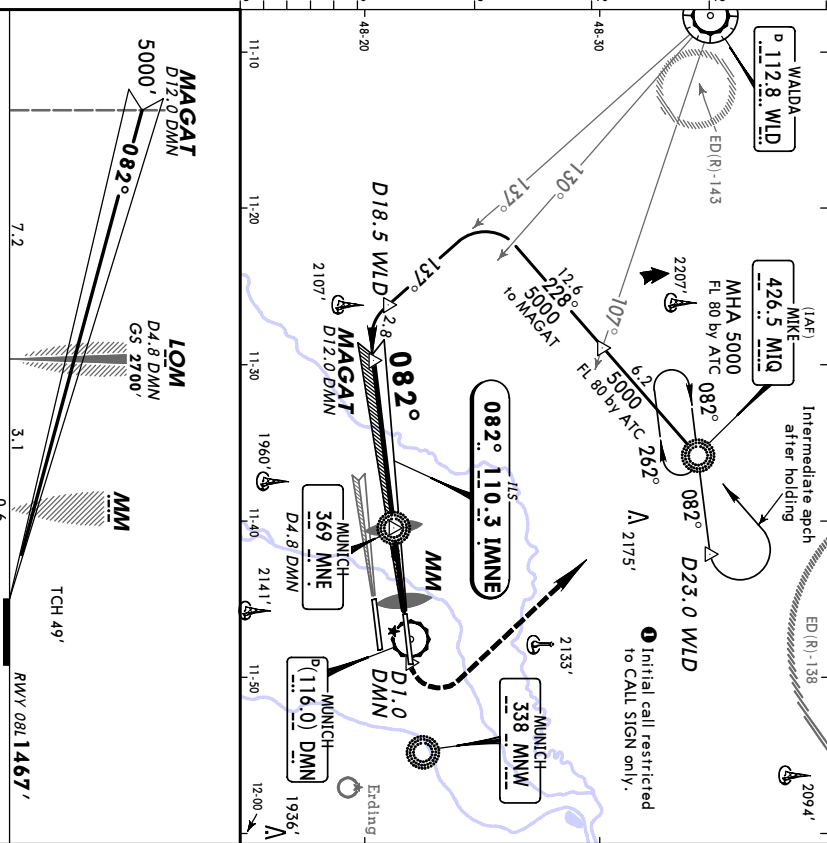 WALDA
D 112.8 WLD
ED(R)-143
(IAF)
MIKE
426.5 MIQ
MHA 5000
FL 80 by ATC
2207'
Intermediate apch
after holding
ED(R)-138
2094'
082°
262°
082°
D23.0 WLD
2175'
107°
130°
137°
6.2
5000
FL 80 by ATC
12.6
228°
5000
to MAGAT
137°
D18.5 WLD
2.8
2107'
MAGAT
D12.0 DMN
082°
ILS
082° 110.3 IMNE
1 Initial call restricted
to CALL SIGN only.
2133'
MM
MUNICH
369 MNE
D4.8 DMN
1960'
2141'
D1.0
DMN
MUNICH
D (116.0) DMN
MUNICH
338 MNW
Erding
1936'
48-20
48-30
11-10
11-20
11-30
11-40
11-50
12-00
MAGAT
D12.0 DMN
5000'
082°
LOM
D4.8 DMN
GS 2700'
MM
7.2
3.1
TCH 49'
RWY 08L 1467'